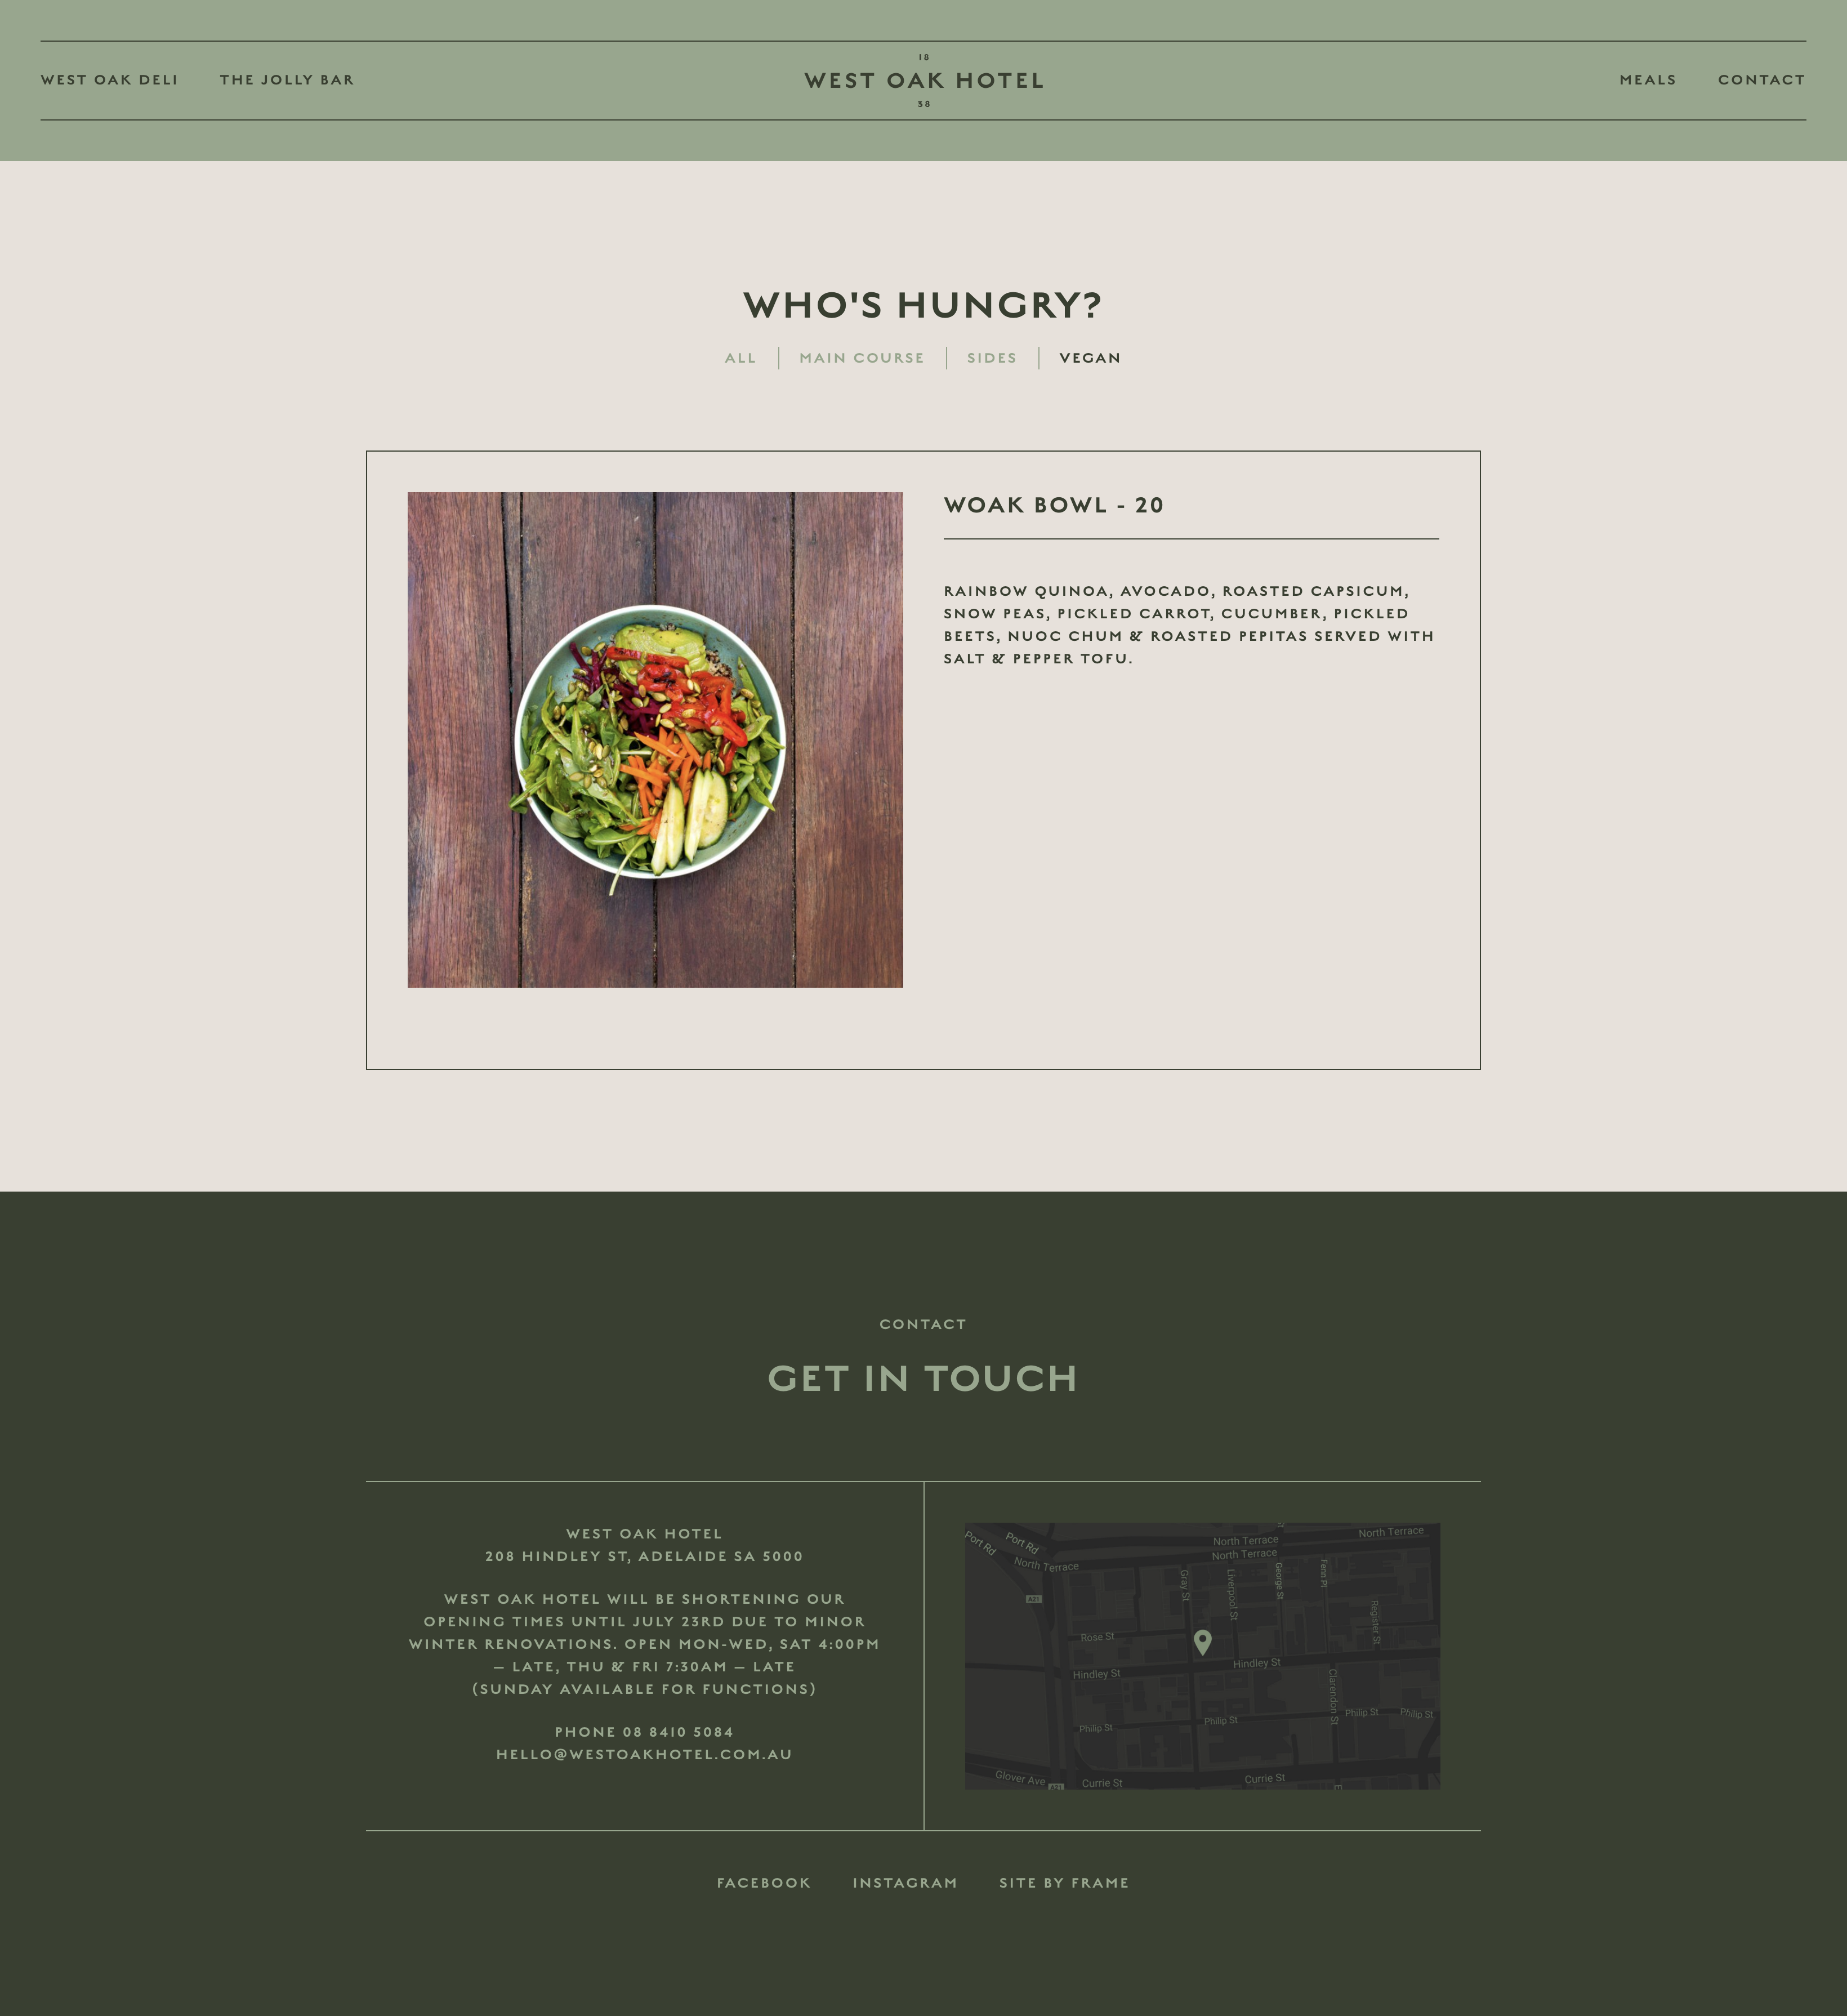 WEST OAK DELI THE JOLLY BAR
18
WEST OAK HOTEL
38
MEALS CONTACT
WHO'S HUNGRY?
ALL MAIN COURSE SIDES VEGAN
WOAK BOWL - 20
RAINBOW QUINOA, AVOCADO, ROASTED CAPSICUM,
SNOW PEAS, PICKLED CARROT, CUCUMBER, PICKLED
BEETS, NUOC CHUM & ROASTED PEPITAS SERVED WITH
SALT & PEPPER TOFU.
CONTACT
GET IN TOUCH
WEST OAK HOTEL
208 HINDLEY ST, ADELAIDE SA 5000
WEST OAK HOTEL WILL BE SHORTENING OUR
OPENING TIMES UNTIL JULY 23RD DUE TO MINOR
WINTER RENOVATIONS. OPEN MON-WED, SAT 4:00PM
– LATE, THU & FRI 7:30AM – LATE
(SUNDAY AVAILABLE FOR FUNCTIONS)
PHONE 08 8410 5084
HELLO@WESTOAKHOTEL.COM.AU
Port Rd
Port Rd
North Terrace
North Terrace
North Terrace
North Terrace
Gray St
Liverpool St
George St
Fenn Pl
Register St
A21
Rose St
Hindley St
Hindley St
Clarendon St
Philip St
Philip St
Philip St
Philip St
Glover Ave
A21
Currie St
Currie St
FACEBOOK INSTAGRAM SITE BY FRAME